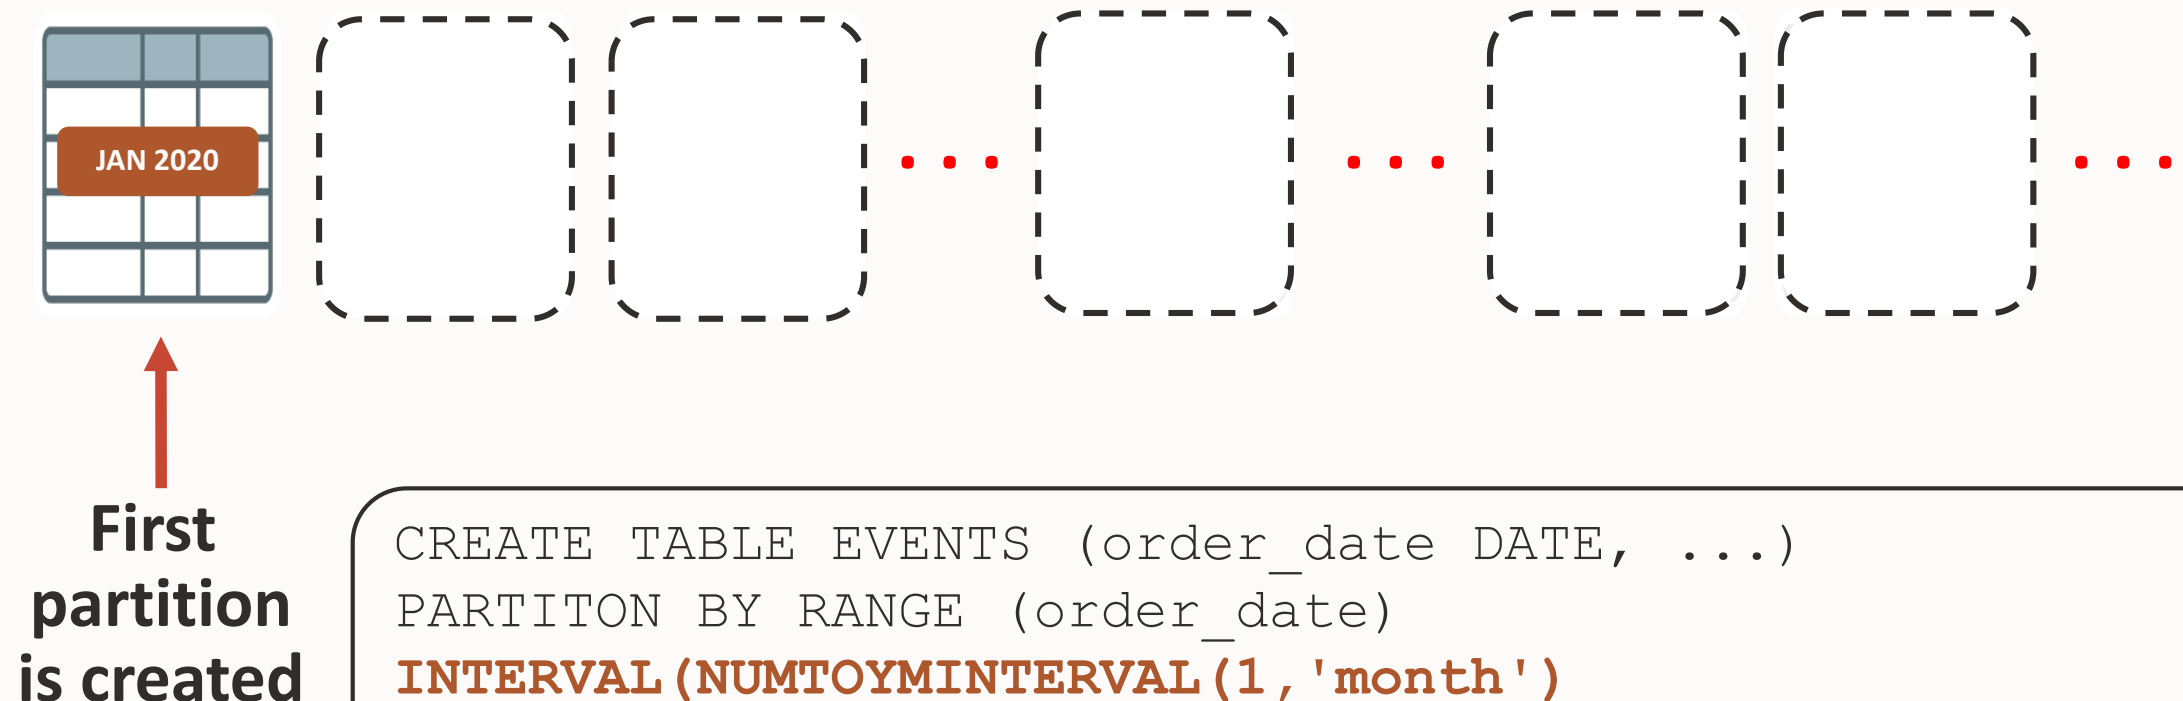 JAN 2020
... ... ...
First
partition
is created
CREATE TABLE EVENTS (order_date DATE, ...)
PARTITON BY RANGE (order_date)
INTERVAL(NUMTOYMINTERVAL(1,'month')